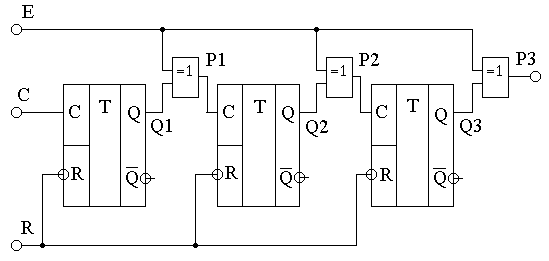 E
P1
P2
P3
=1
=1
=1
C
C
T
Q
Q1
C
T
Q
Q2
C
T
Q
Q3
R
Q̅
R
Q̅
R
Q̅
R